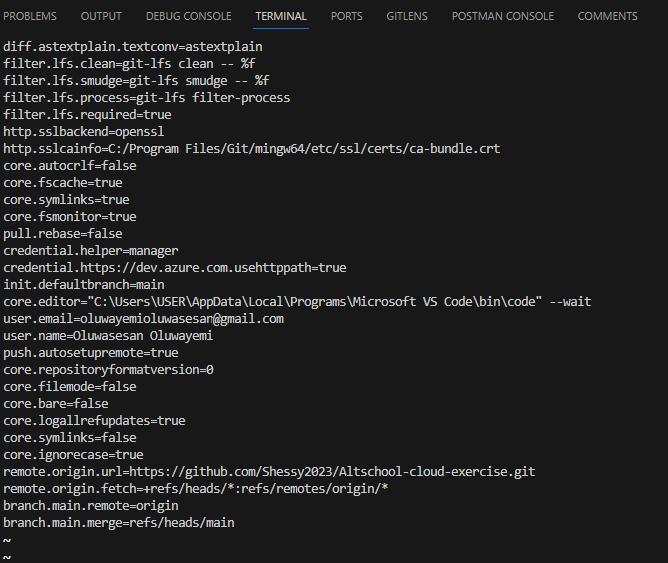 PROBLEMS OUTPUT DEBUG CONSOLE TERMINAL PORTS GITLENS POSTMAN CONSOLE COMMENTS
diff.astextplain.textconv=astextplain
filter.lfs.clean=git-lfs clean -- %f
filter.lfs.smudge=git-lfs smudge -- %f
filter.lfs.process=git-lfs filter-process
filter.lfs.required=true
http.sslbackend=openssl
http.sslcainfo=C:/Program Files/Git/mingw64/etc/ssl/certs/ca-bundle.crt
core.autocrlf=false
core.fscache=true
core.symlinks=true
core.fsmonitor=true
pull.rebase=false
credential.helper=manager
credential.https://dev.azure.com.usehttppath=true
init.defaultbranch=main
core.editor="C:\Users\USER\AppData\Local\Programs\Microsoft VS Code\bin\code" --wait
user.email=oluwayemioluwasesan@gmail.com
user.name=Oluwasesan Oluwayemi
push.autosetupremote=true
core.repositoryformatversion=0
core.filemode=false
core.bare=false
core.logallrefupdates=true
core.symlinks=false
core.ignorecase=true
remote.origin.url=https://github.com/Shessy2023/Altschool-cloud-exercise.git
remote.origin.fetch=+refs/heads/*:refs/remotes/origin/*
branch.main.remote=origin
branch.main.merge=refs/heads/main
~
~